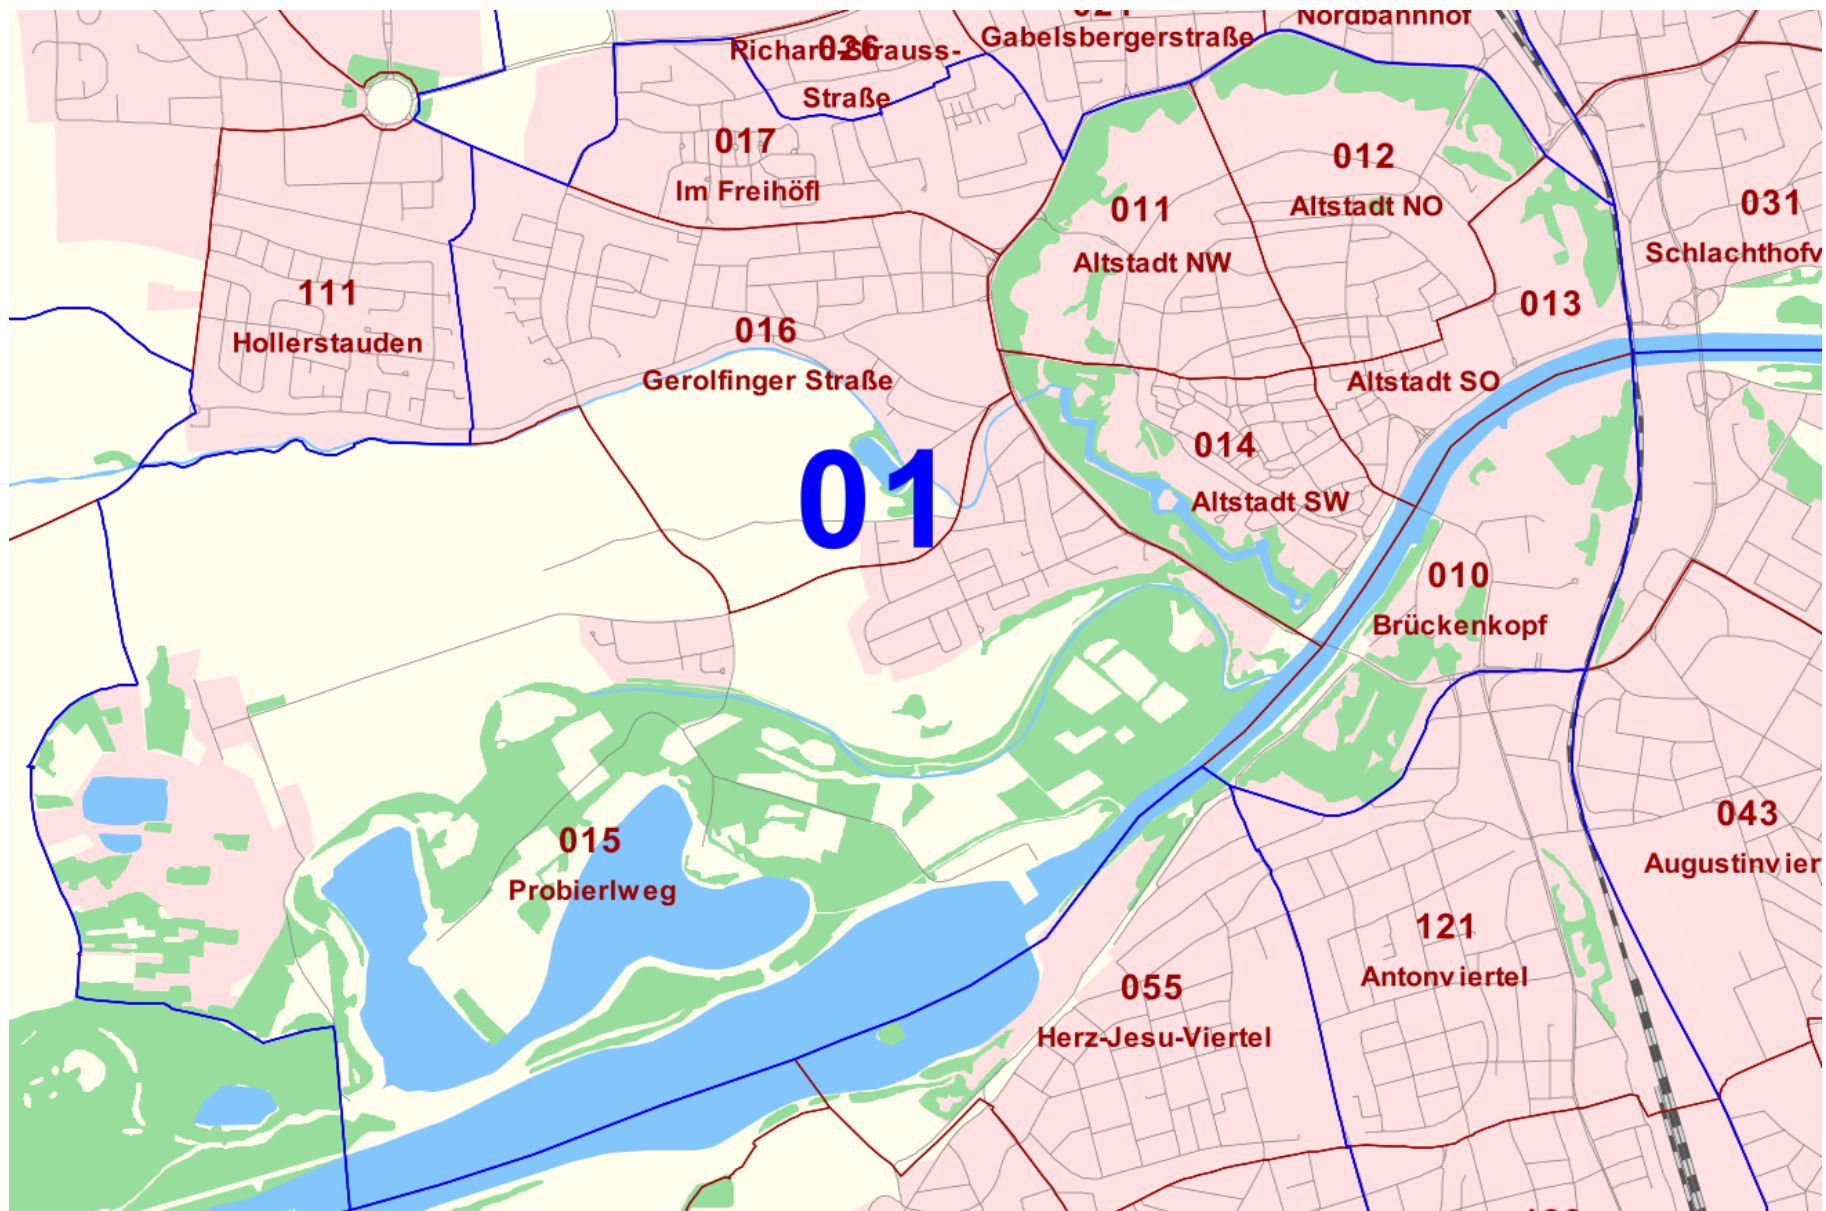 026
Richard-Strauss-
Straße
Gabelsbergerstraße
Nordbahnhof
017
Im Freihöfl
011
Altstadt NW
012
Altstadt NO
031
Schlachthofv
111
Hollerstauden
016
Gerolfinger Straße
013
Altstadt SO
01
014
Altstadt SW
010
Brückenkopf
015
Probierlweg
043
Augustinvier
121
Antonviertel
055
Herz-Jesu-Viertel